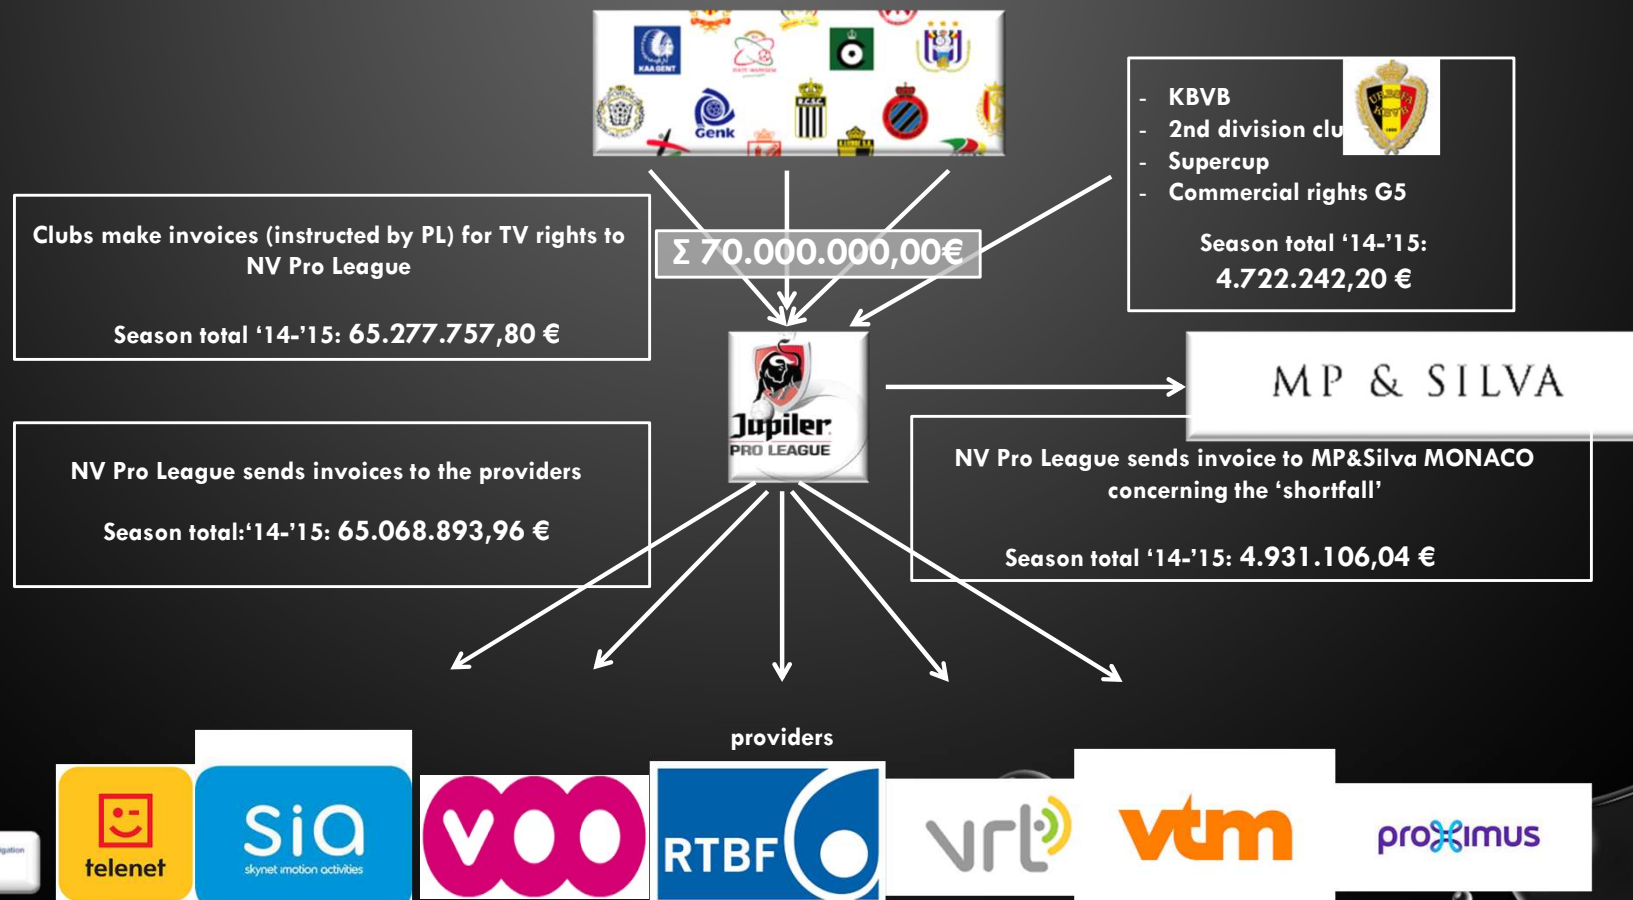 KAA GENT
Genk
R.C.S.C.
- KBVB
- 2nd division clu
- Supercup
- Commercial rights G5
Season total ‘14-’15:
4.722.242,20 €
URBSFA
KBVB
1895
Clubs make invoices (instructed by PL) for TV rights to
NV Pro League
Season total ‘14-’15: 65.277.757,80 €
Σ 70.000.000,00€
Jupiler
PRO LEAGUE
MP & SILVA
NV Pro League sends invoices to the providers
Season total:‘14-’15: 65.068.893,96 €
NV Pro League sends invoice to MP&Silva MONACO
concerning the ‘shortfall’
Season total ‘14-’15: 4.931.106,04 €
providers
telenet
sia
skynet imotion activities
voo
RTBF
vrt
vtm
proximus